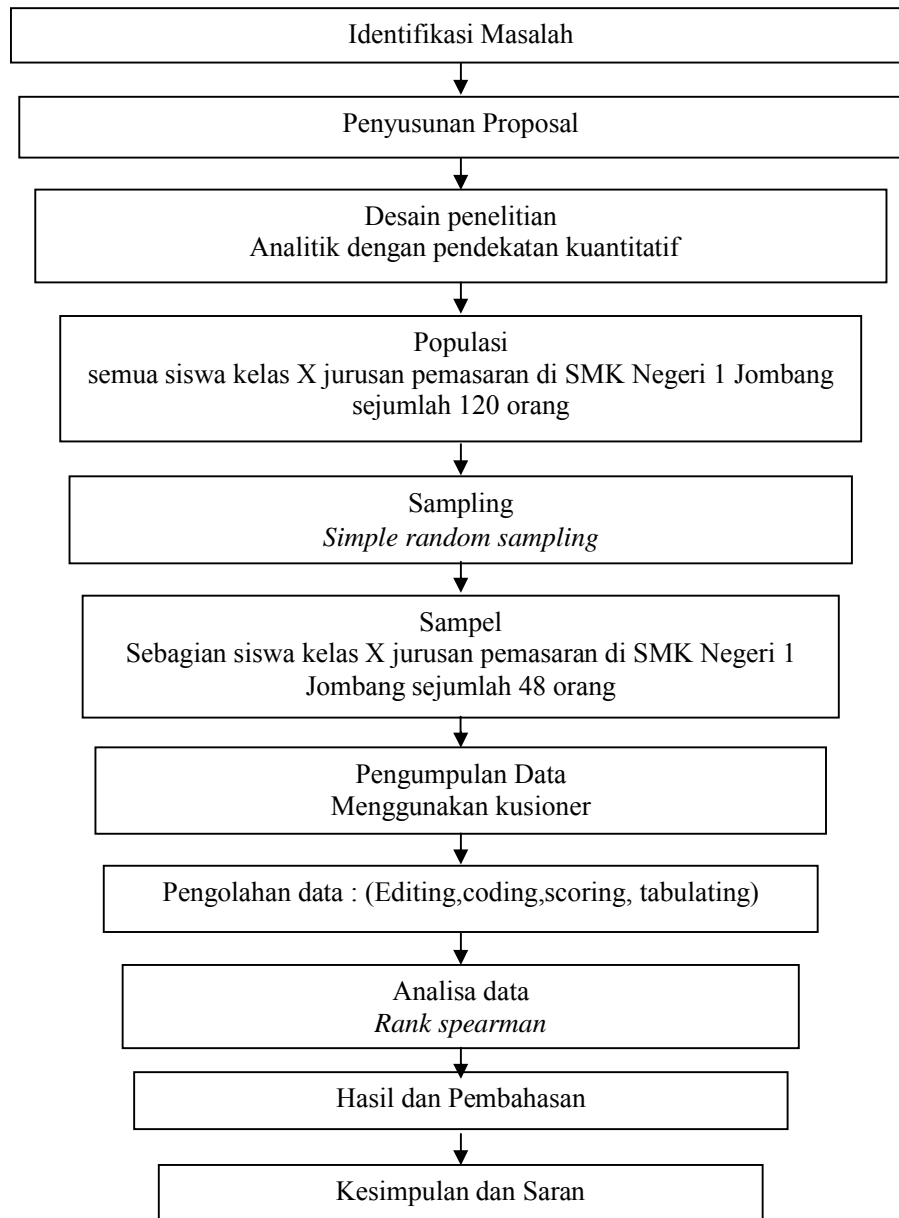 Identifikasi Masalah
Penyusunan Proposal
Desain penelitian
Analitik dengan pendekatan kuantitatif
Populasi
semua siswa kelas X jurusan pemasaran di SMK Negeri 1 Jombang
sejumlah 120 orang
Sampling
Simple random sampling
Sampel
Sebagian siswa kelas X jurusan pemasaran di SMK Negeri 1
Jombang sejumlah 48 orang
Pengumpulan Data
Menggunakan kusioner
Pengolahan data : (Editing,coding,scoring, tabulating)
Analisa data
Rank spearman
Hasil dan Pembahasan
Kesimpulan dan Saran